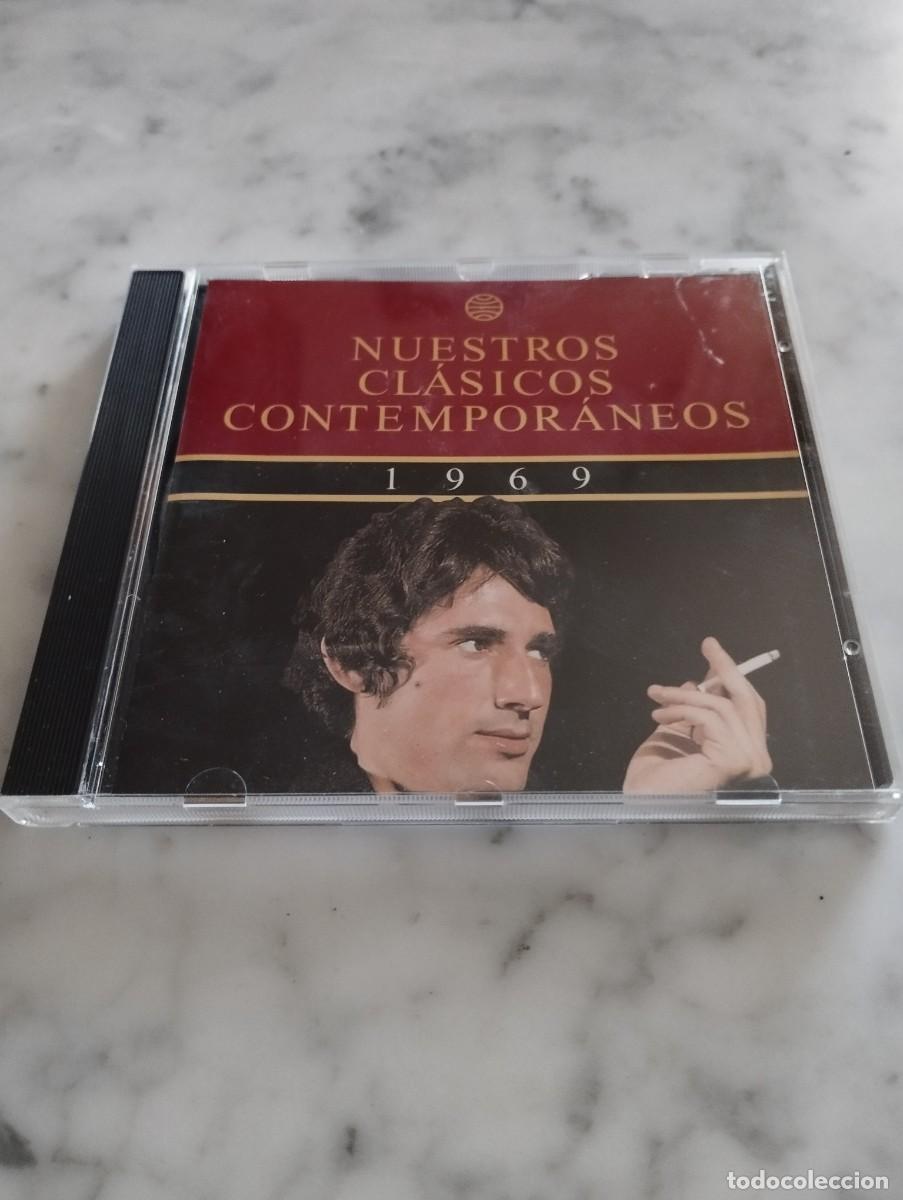 NUESTROS
CLÁSICOS
CONTEMPORÁNEOS
1969
todocoleccion